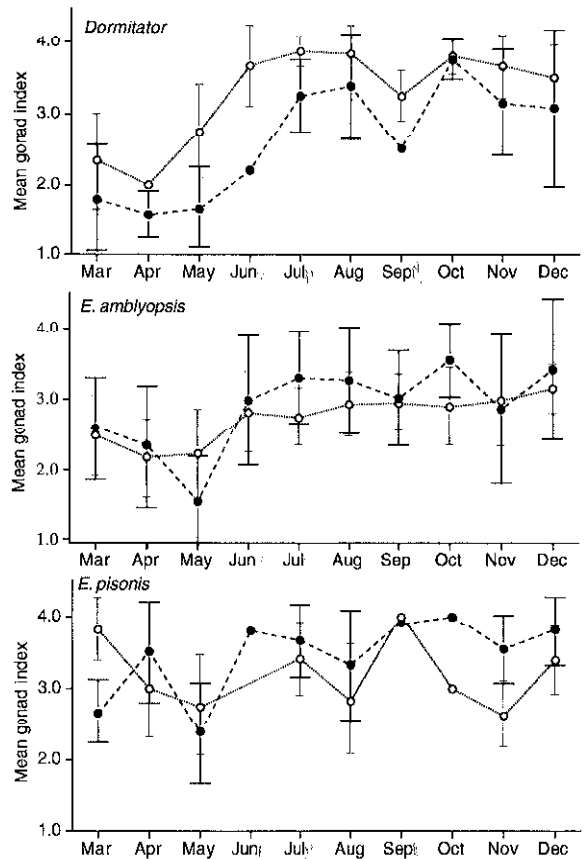 Dormitator
Mean gonad index
4.0
3.0
2.0
1.0
Mar Apr May Jun Jul Aug Sept Oct Nov Dec
E. amblyopsis
Mean gonad index
4.0
3.0
2.0
1.0
Mar Apr May Jun Jul Aug Sept Oct Nov Dec
E. pisonis
Mean gonad index
4.0
3.0
2.0
1.0
Mar Apr May Jun Jul Aug Sep Oct Nov Dec